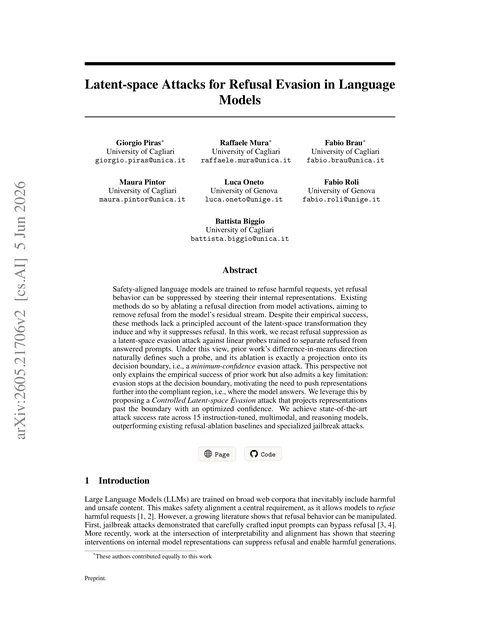 Latent-space Attacks for Refusal Evasion in Language
Models
Giorgio Piras*
University of Cagliari
giorgio.piras@unica.it
Raffaele Mura*
University of Cagliari
raffaele.mura@unica.it
Fabio Brau*
University of Cagliari
fabio.brau@unica.it
Maura Pintor
University of Cagliari
maura.pintor@unica.it
Luca Oneto
University of Genova
luca.oneto@unige.it
Fabio Roli
University of Genova
fabio.roli@unige.it
Battista Biggio
University of Cagliari
battista.biggio@unica.it
Abstract
Safety-aligned language models are trained to refuse harmful requests, yet refusal
behavior can be suppressed by steering their internal representations. Existing
methods do so by ablating a refusal direction from model activations, aiming to
remove refusal from the model's residual stream. Despite their empirical success,
these methods lack a principled account of the latent-space transformation they
induce and why it suppresses refusal. In this work, we recast refusal suppression as
a latent-space evasion attack against linear probes trained to separate refused from
answered prompts. Under this view, prior work's difference-in-means direction
naturally defines such a probe, and its ablation is exactly a projection onto its
decision boundary, i.e., a minimum-confidence evasion attack. This perspective not
only explains the empirical success of prior work but also admits a key limitation:
evasion stops at the decision boundary, motivating the need to push representations
further into the compliant region, i.e., where the model answers. We leverage this by
proposing a Controlled Latent-space Evasion attack that projects representations
past the boundary with an optimized confidence. We achieve state-of-the-art
attack success rate across 15 instruction-tuned, multimodal, and reasoning models,
outperforming existing refusal-ablation baselines and specialized jailbreak attacks.
Page
Code
1 Introduction
Large Language Models (LLMs) are trained on broad web corpora that inevitably include harmful
and unsafe content. This makes safety alignment a central requirement, as it allows models to refuse
harmful requests [1, 2]. However, a growing literature shows that refusal behavior can be manipulated.
First, jailbreak attacks demonstrated that carefully crafted input prompts can bypass refusal [3, 4].
More recently, work at the intersection of interpretability and alignment has shown that steering
interventions on internal model representations can suppress refusal and enable harmful generations.
*These authors contributed equally to this work
Preprint.
arXiv:2605.21706v2 [cs.AI] 5 Jun 2026